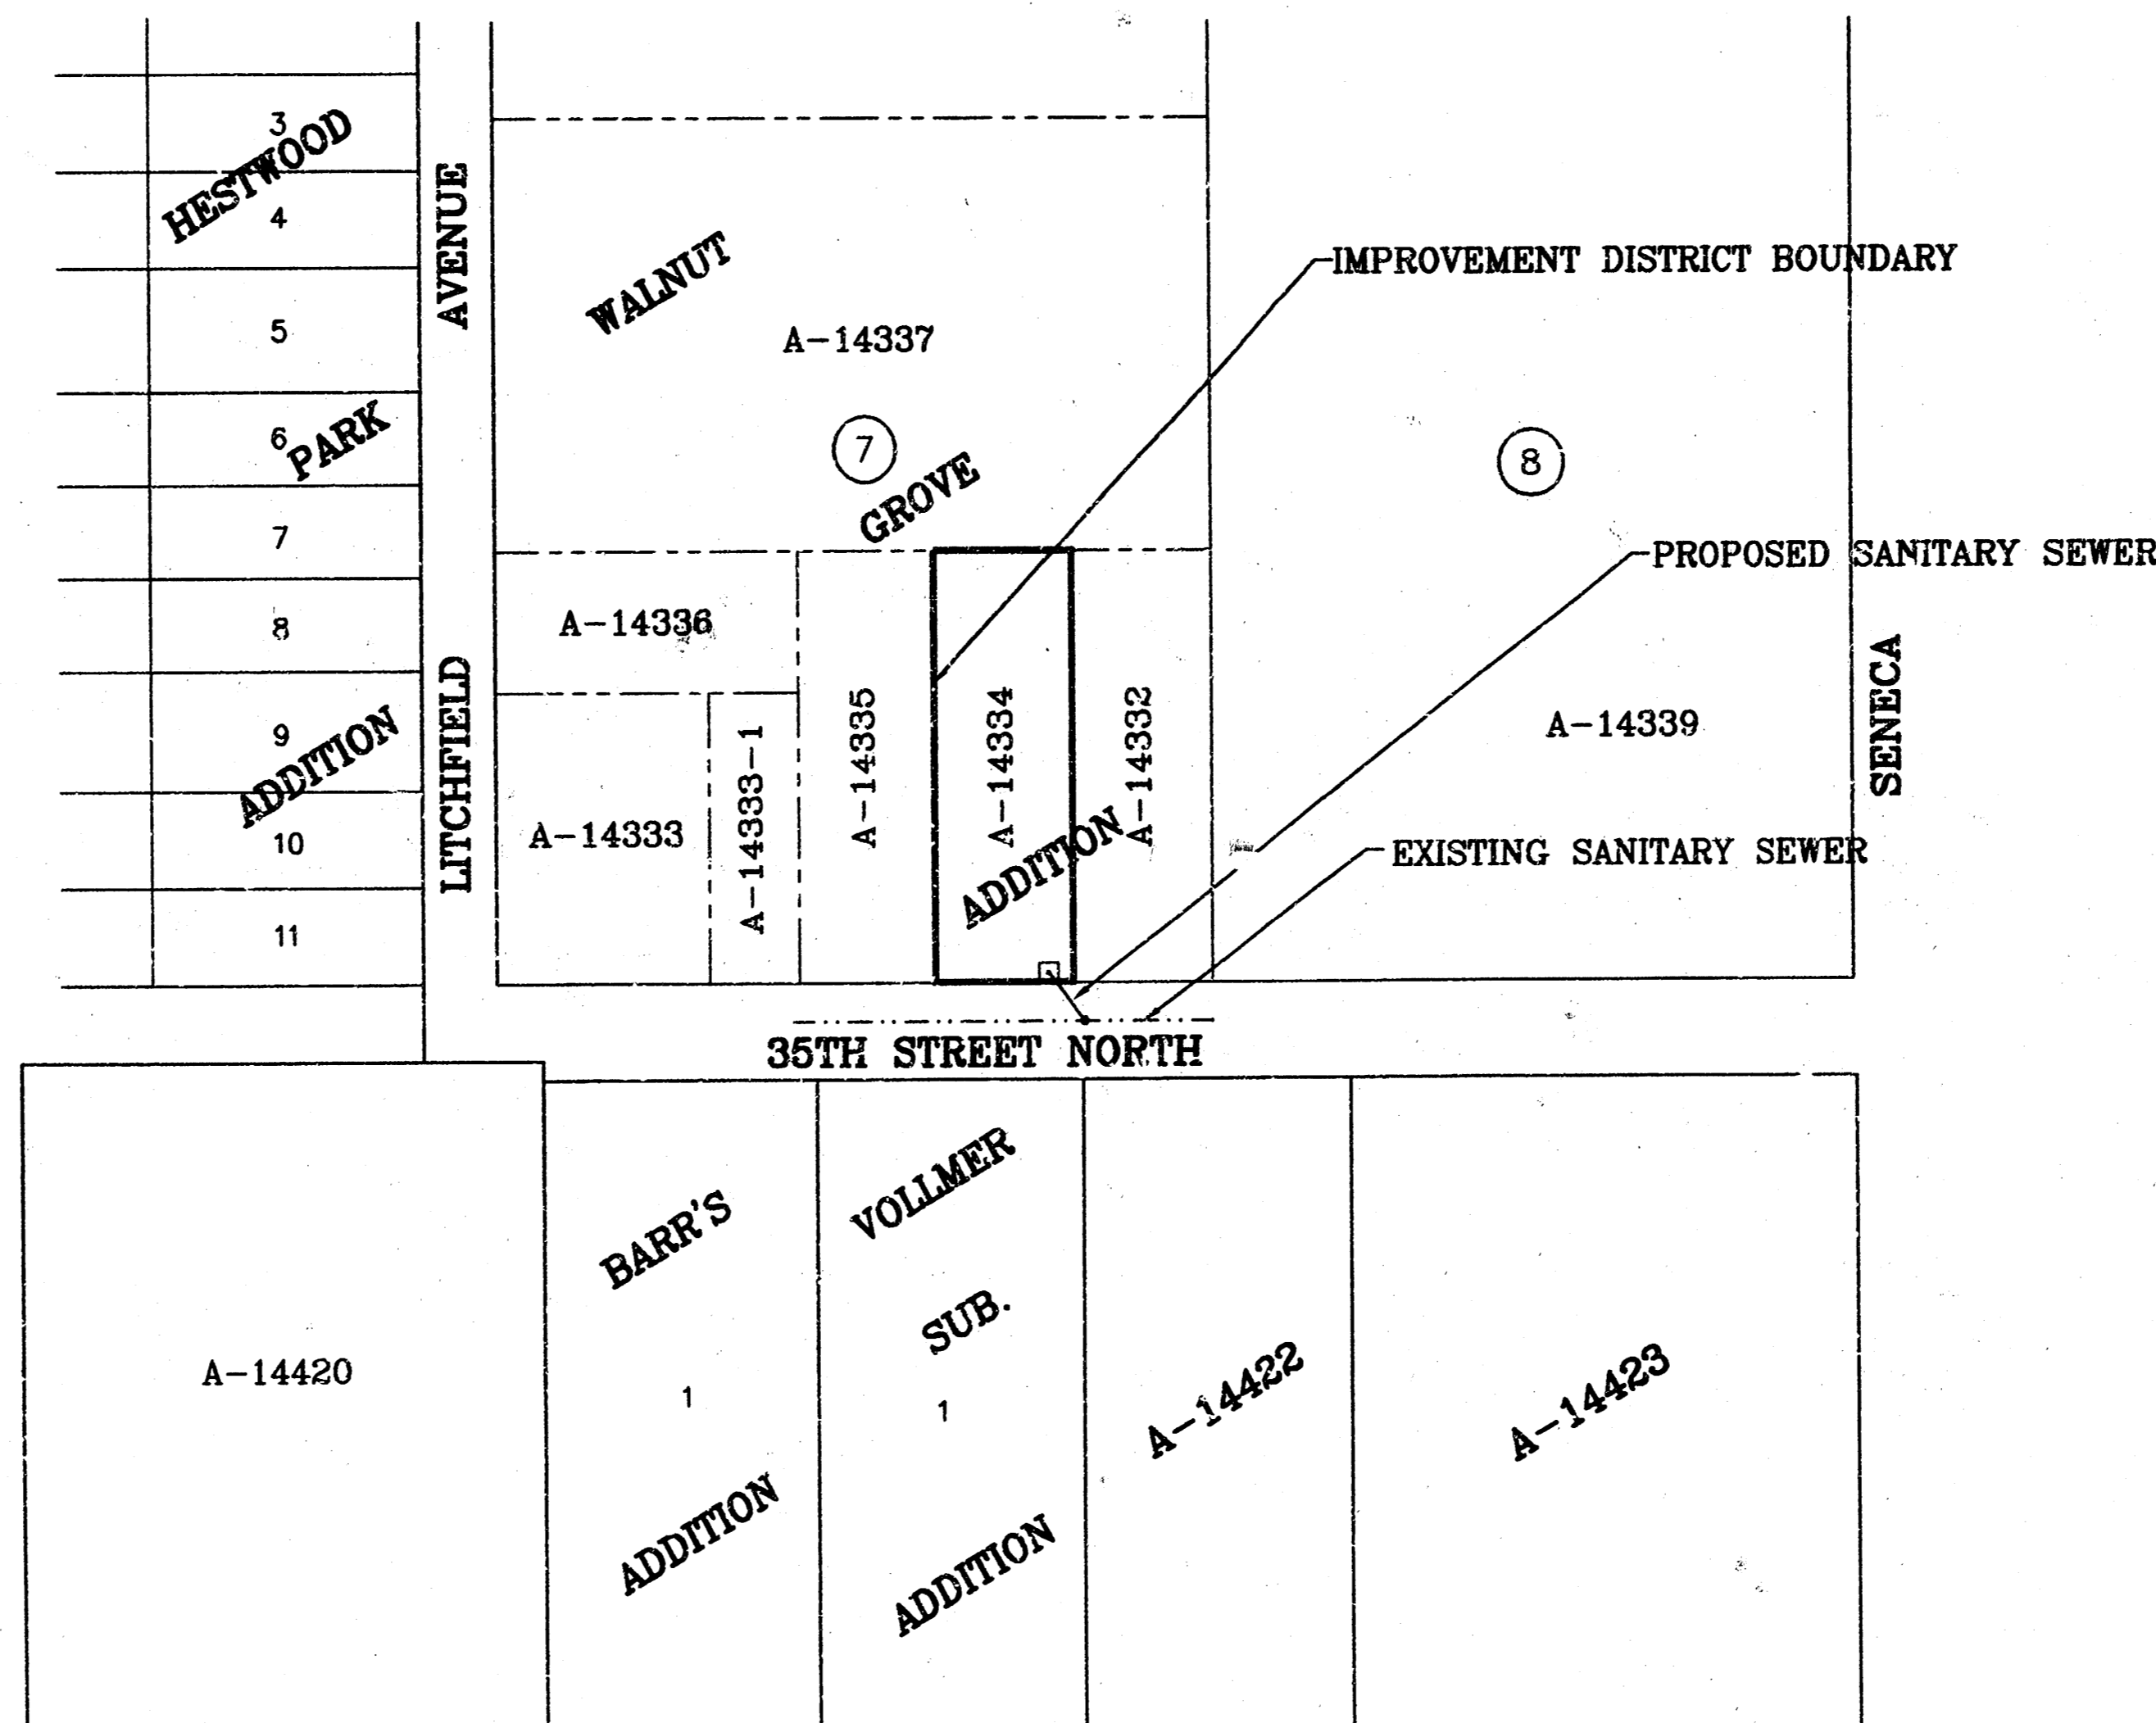 3
HESTWOOD
4
5
6
PARK
7
8
9
ADDITION
10
11
LITCHFIELD AVENUE
WALNUT
A-14337
7
GROVE
ADDITION
A-14336
A-14333
A-14333-1
A-14335
A-14334
A-14332
IMPROVEMENT DISTRICT BOUNDARY
8
PROPOSED SANITARY SEWER
A-14339
EXISTING SANITARY SEWER
SENECA
35TH STREET NORTH
A-14420
BARR'S
1
ADDITION
VOLLMER
SUB.
1
ADDITION
A-14422
A-14423